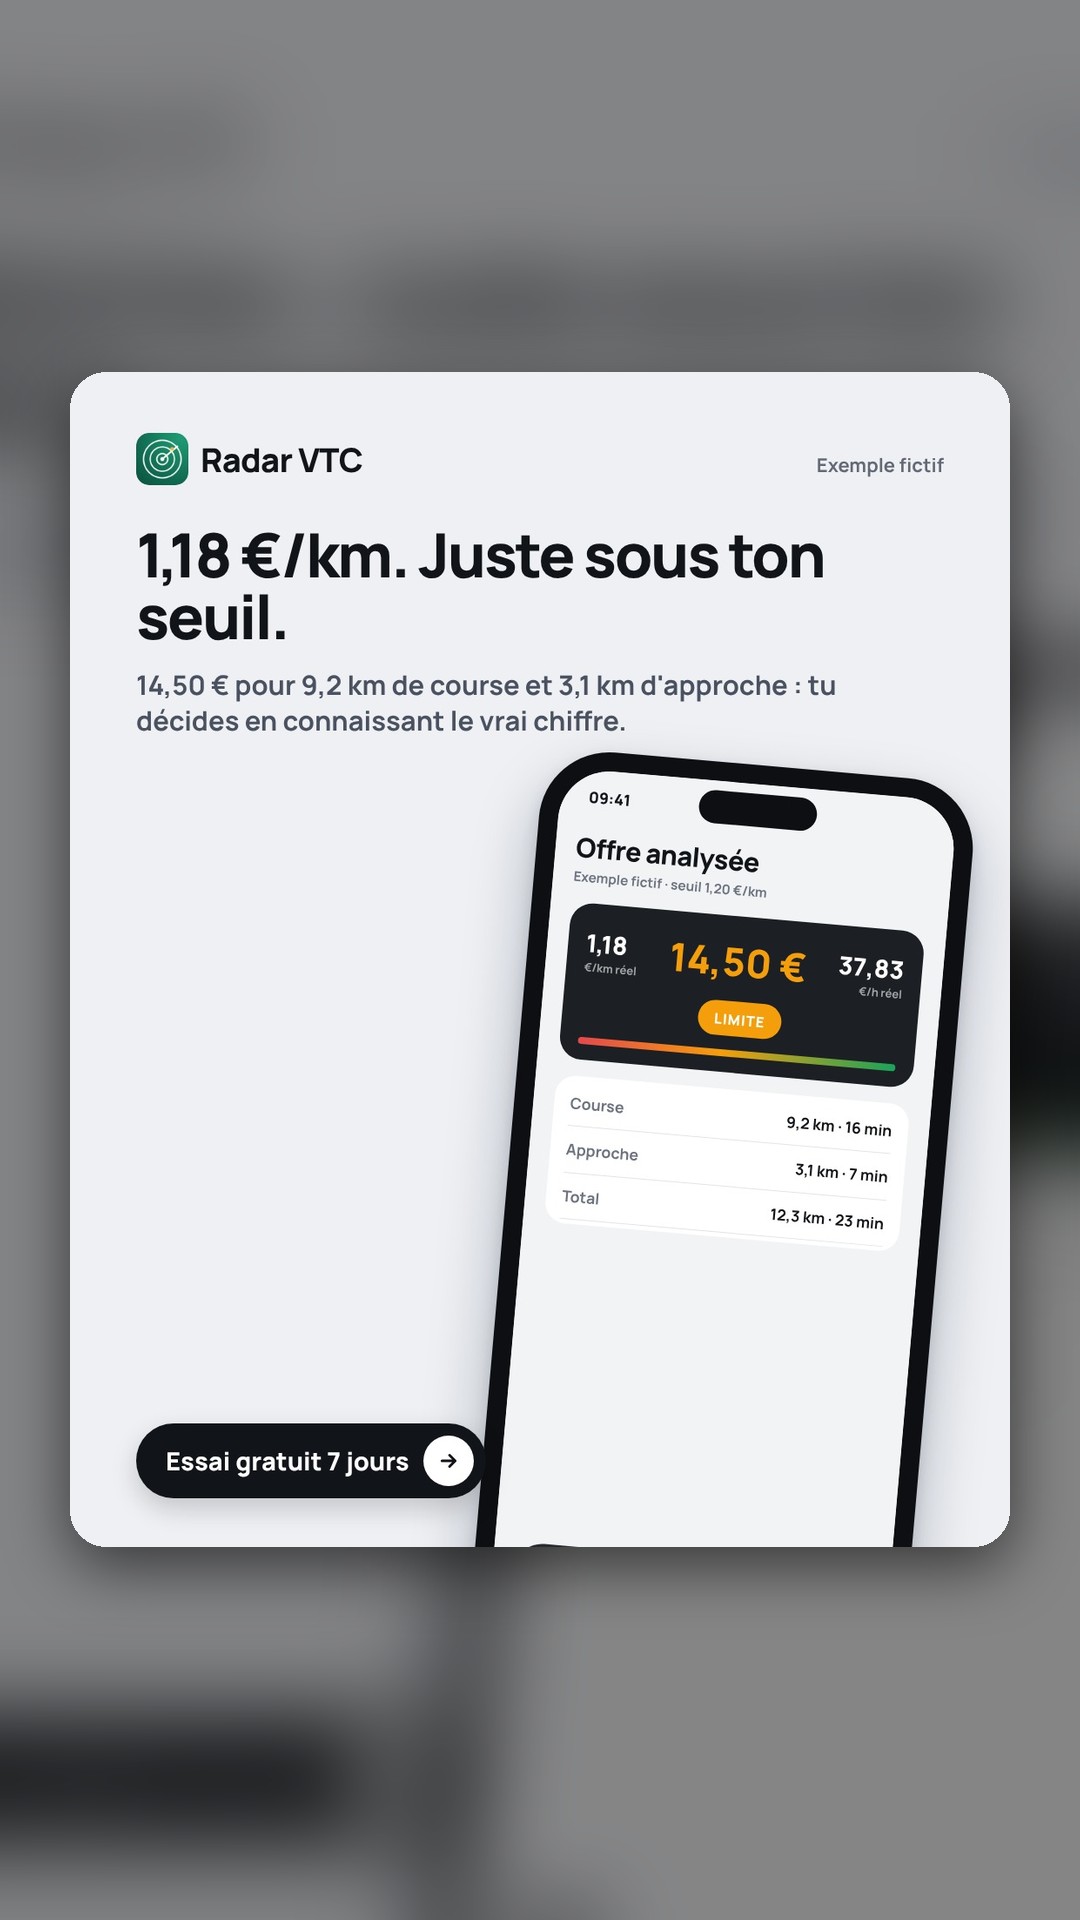 Radar VTC
Exemple fictif
1,18 €/km. Juste sous ton
seuil.
14,50 € pour 9,2 km de course et 3,1 km d'approche : tu
décides en connaissant le vrai chiffre.
09:41
Offre analysée
Exemple fictif · seuil 1,20 €/km
1,18
€/km réel
14,50 €
37,83
€/h réel
LIMITE
Course
9,2 km · 16 min
Approche
3,1 km · 7 min
Total
12,3 km · 23 min
Essai gratuit 7 jours